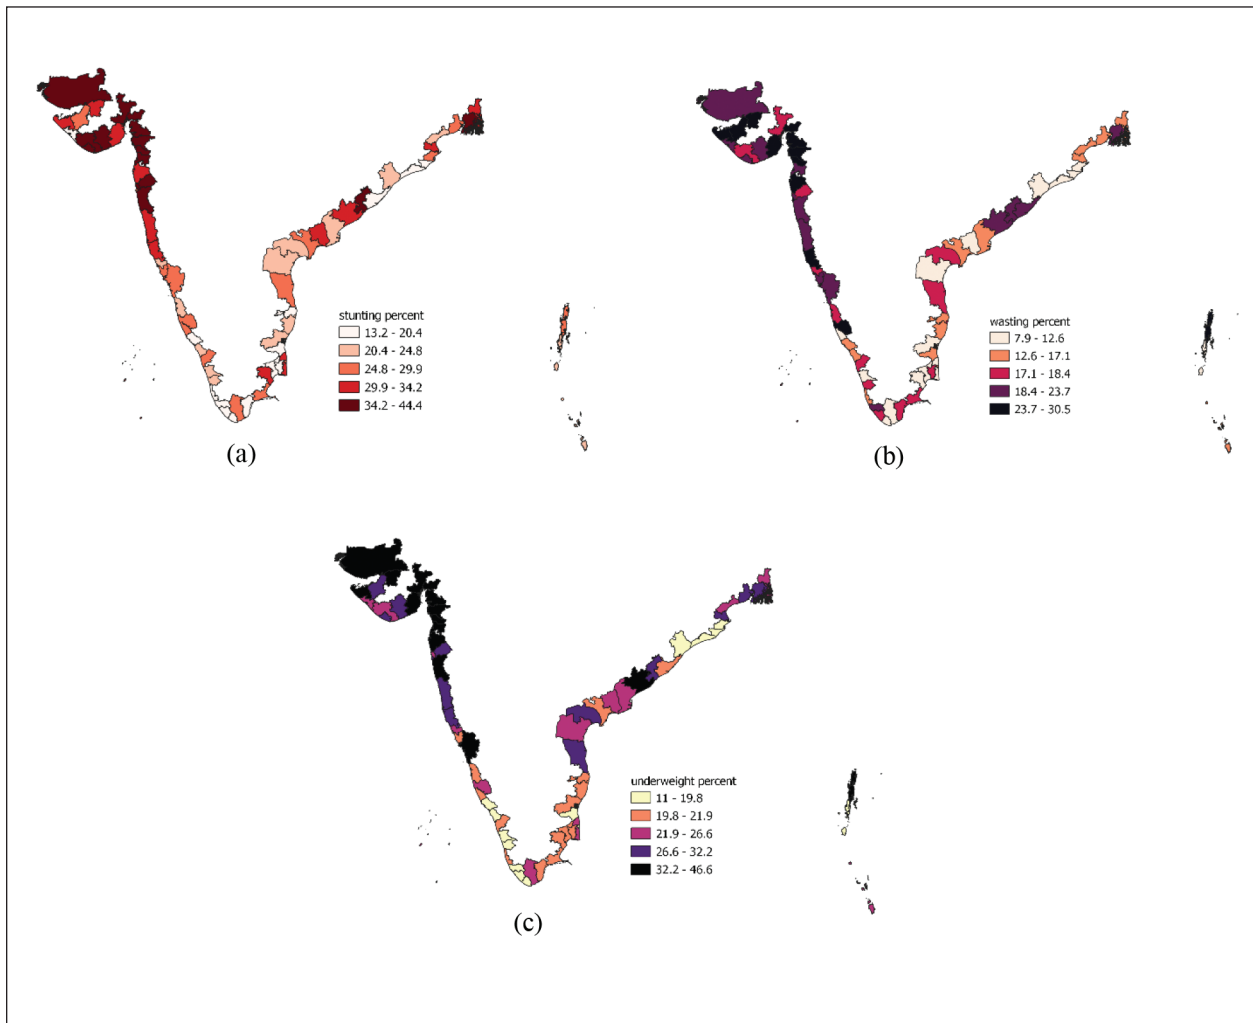 stunting percent
13.2 - 20.4
20.4 - 24.8
24.8 - 29.9
29.9 - 34.2
34.2 - 44.4
(a)
wasting percent
7.9 - 12.6
12.6 - 17.1
17.1 - 18.4
18.4 - 23.7
23.7 - 30.5
(b)
underweight percent
11 - 19.8
19.8 - 21.9
21.9 - 26.6
26.6 - 32.2
32.2 - 46.6
(c)